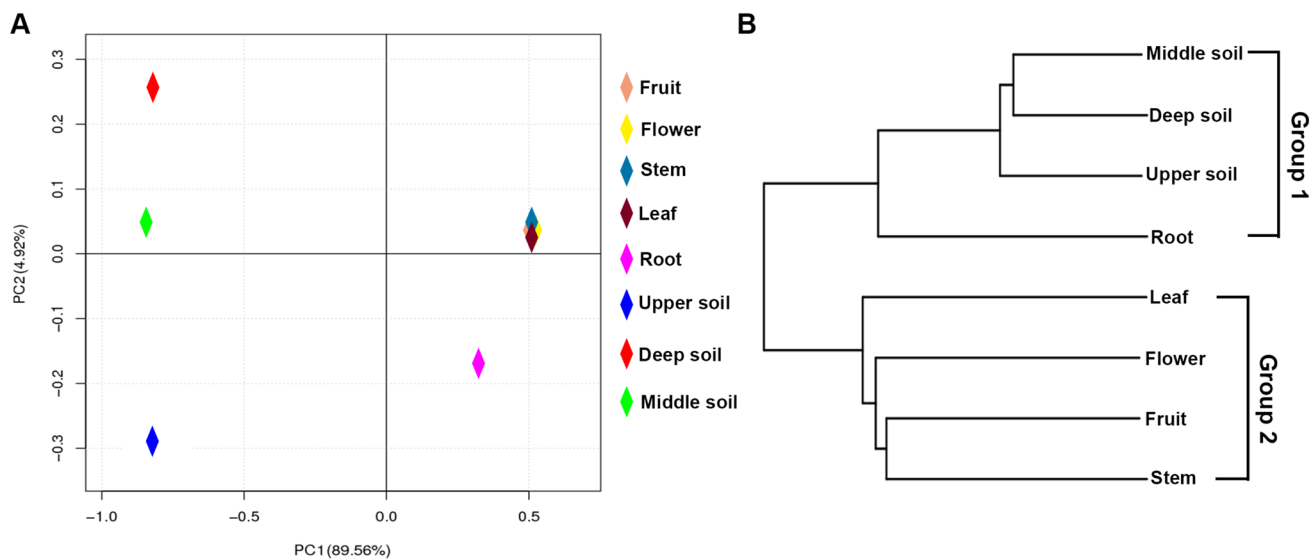 A
PC2(4.92%)
0.3
0.2
0.1
0.0
−0.1
−0.2
−0.3
−1.0
−0.5
0.0
0.5
PC1(89.56%)
Fruit
Flower
Stem
Leaf
Root
Upper soil
Deep soil
Middle soil
B
Middle soil
Deep soil
Upper soil
Root
Group 1
Leaf
Flower
Fruit
Stem
Group 2